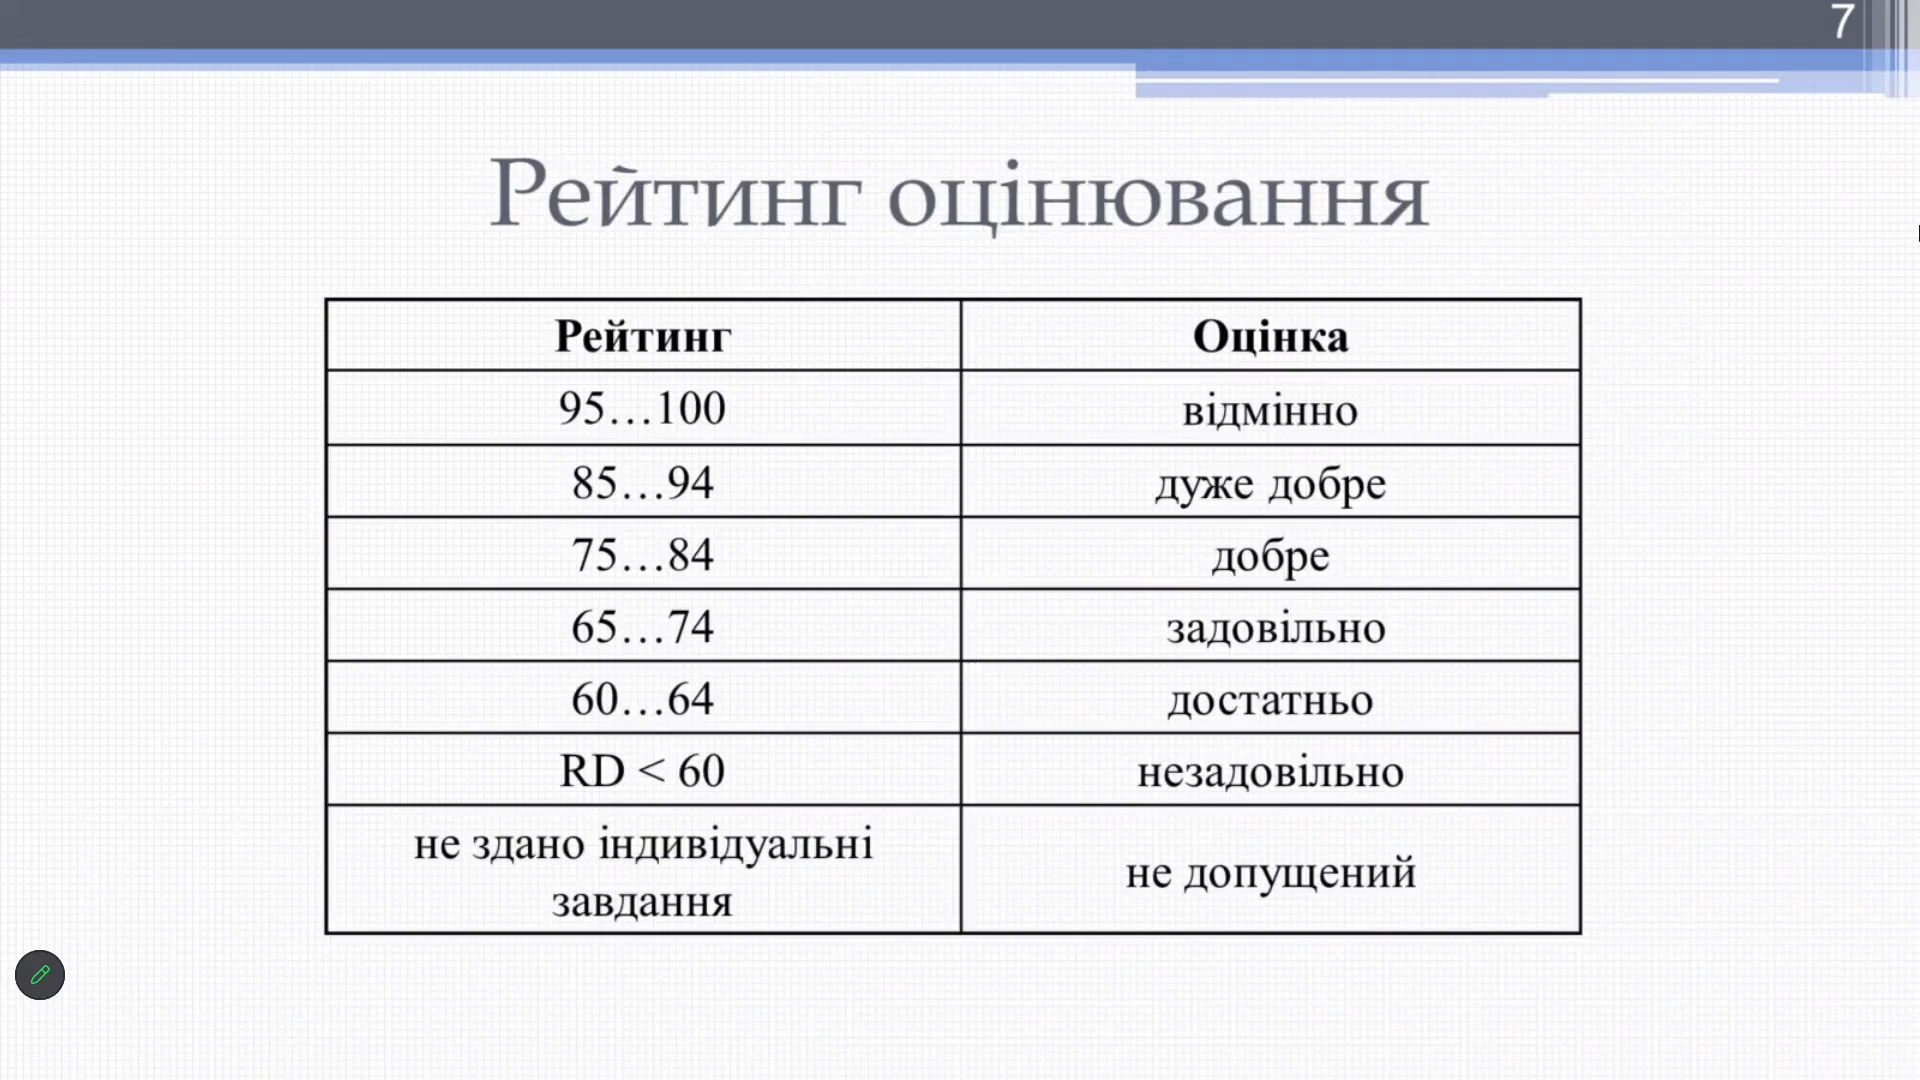 7
Рейтинг оцінювання
Рейтинг Оцінка
95…100 відмінно
85…94 дуже добре
75…84 добре
65…74 задовільно
60…64 достатньо
RD < 60 незадовільно
не здано індивідуальні
завдання
не допущений